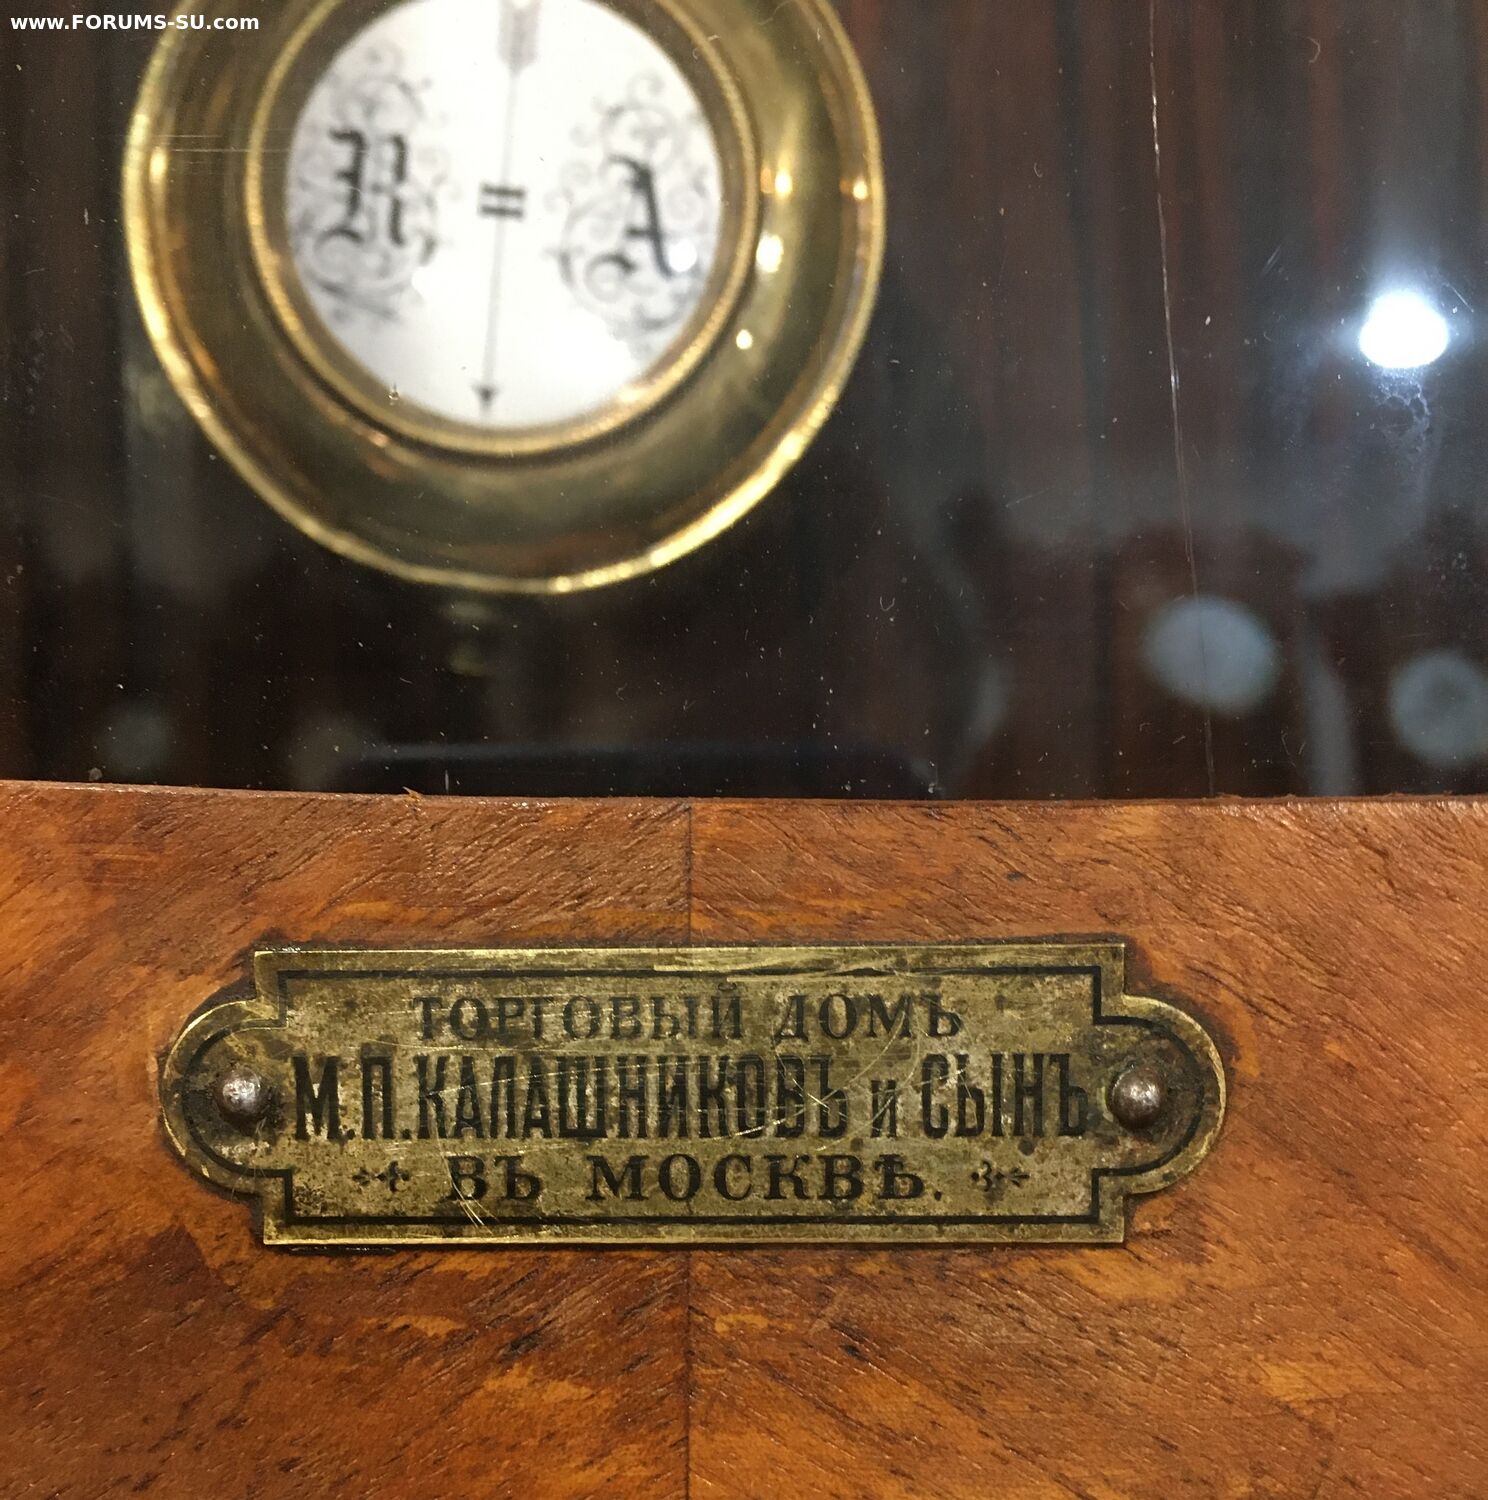 www.FORUMS-SU.com
R = A
ТОРГОВЫЙ ДОМЪ
М.П.КАЛАШНИКОВЪ и СЫНЪ
ВЪ МОСКВѢ.